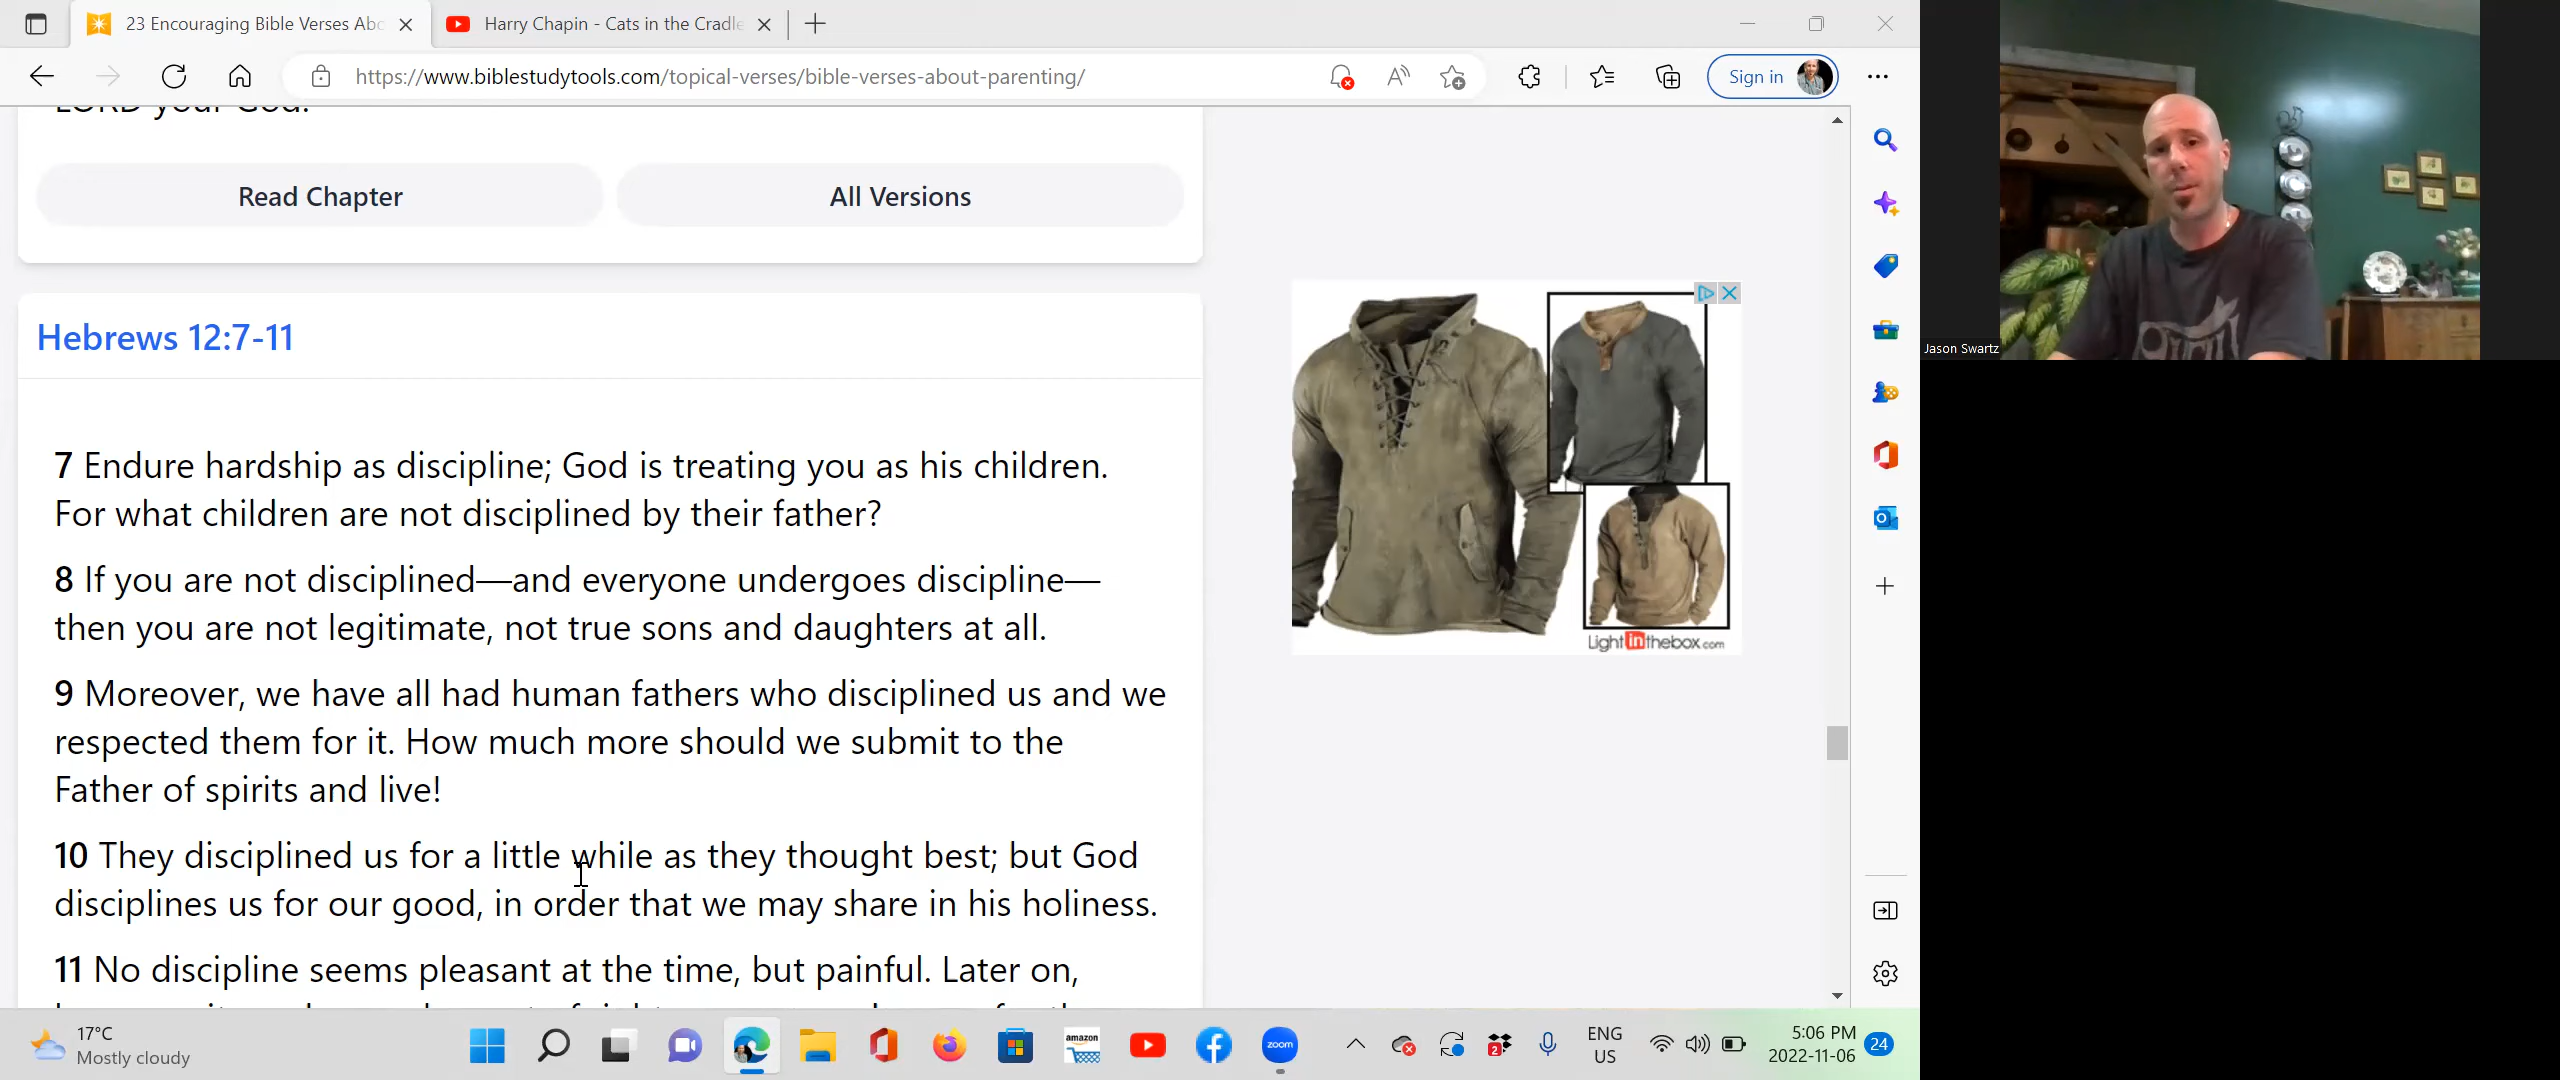 23 Encouraging Bible Verses Abo
Harry Chapin - Cats in the Cradle
https://www.biblestudytools.com/topical-verses/bible-verses-about-parenting/
Sign in
LORD your God.
Read Chapter
All Versions
Hebrews 12:7-11
7 Endure hardship as discipline; God is treating you as his children.
For what children are not disciplined by their father?
8 If you are not disciplined—and everyone undergoes discipline—
then you are not legitimate, not true sons and daughters at all.
9 Moreover, we have all had human fathers who disciplined us and we
respected them for it. How much more should we submit to the
Father of spirits and live!
10 They disciplined us for a little while as they thought best; but God
disciplines us for our good, in order that we may share in his holiness.
11 No discipline seems pleasant at the time, but painful. Later on,
Lightinthebox.com
Jason Swartz
17°C
Mostly cloudy
amazon
zoom
2
ENG
US
5:06 PM
2022-11-06
24